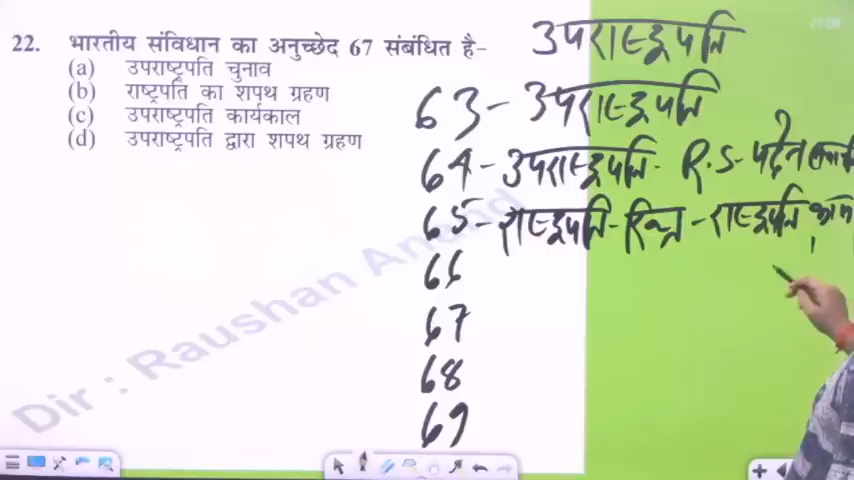 22. भारतीय संविधान का अनुच्छेद 67 संबंधित है-
(a) उपराष्ट्रपति चुनाव
(b) राष्ट्रपति का शपथ ग्रहण
(c) उपराष्ट्रपति कार्यकाल
(d) उपराष्ट्रपति द्वारा शपथ ग्रहण
उपराष्ट्रपति
63- उपराष्ट्रपति
64- उपराष्ट्रपति- R.S- पदेन
65- राष्ट्रपति- रिक्त - राष्ट्रपति
66
67
68
69
Dir : Raushan Anand